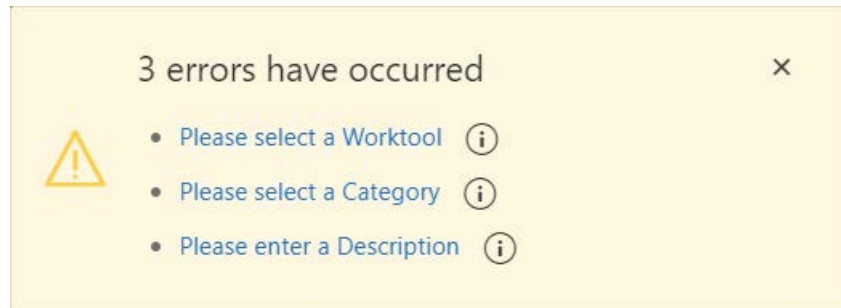 3 errors have occurred
Please select a Worktool
Please select a Category
Please enter a Description